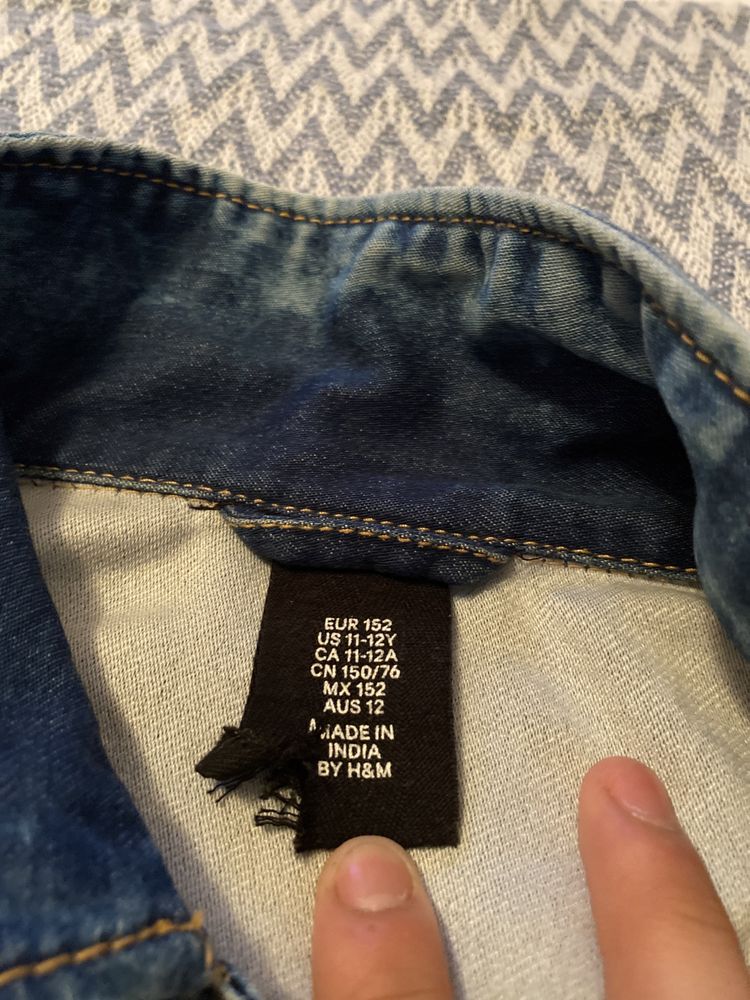 EUR 152
US 11-12Y
CA 11-12A
CN 150/76
MX 152
AUS 12
MADE IN
INDIA
BY H&M